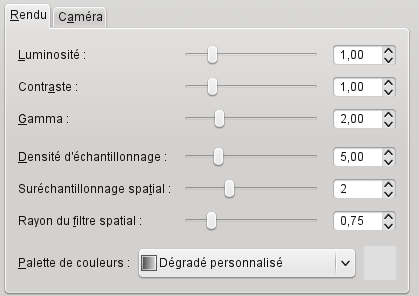 Rendu Caméra
Luminosité : 1,00
Contraste : 1,00
Gamma : 2,00
Densité d'échantillonnage : 5,00
Suréchantillonnage spatial : 2
Rayon du filtre spatial : 0,75
Palette de couleurs : Dégradé personnalisé